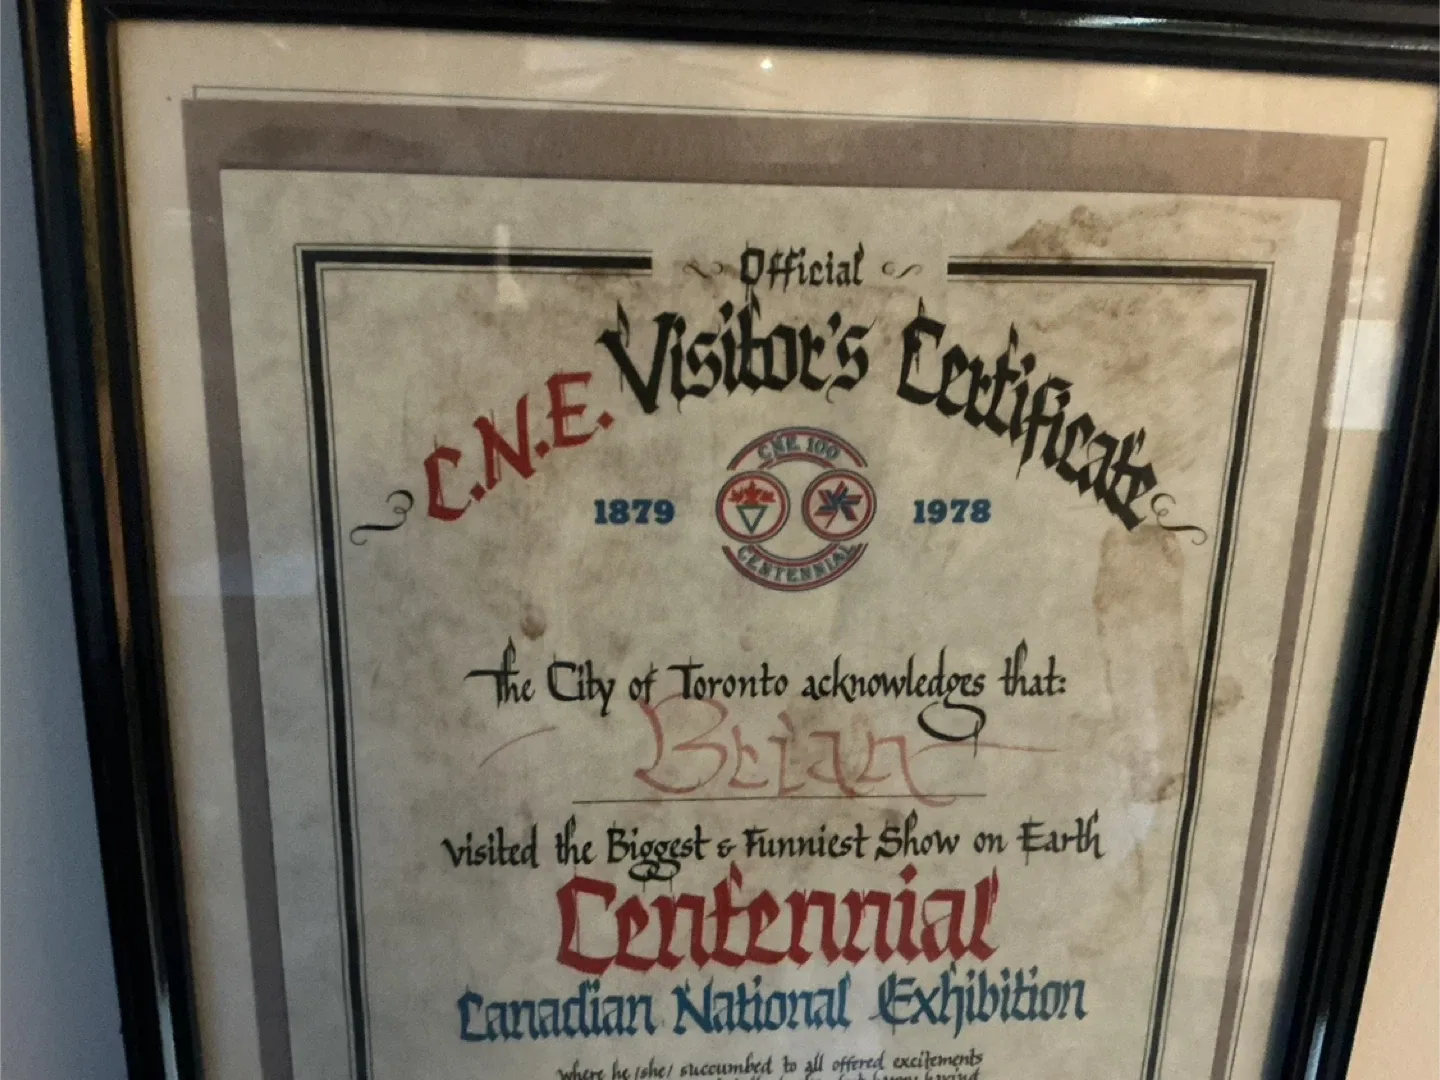 Official
C.N.E. Visitor's Certificate
CNE 100
1879 1978
CENTENNIAL
The City of Toronto acknowledges that:
Brian
visited the Biggest & Funniest Show on Earth
Centennial
Canadian National Exhibition
where he/she/ succumbed to all offered excitements
having